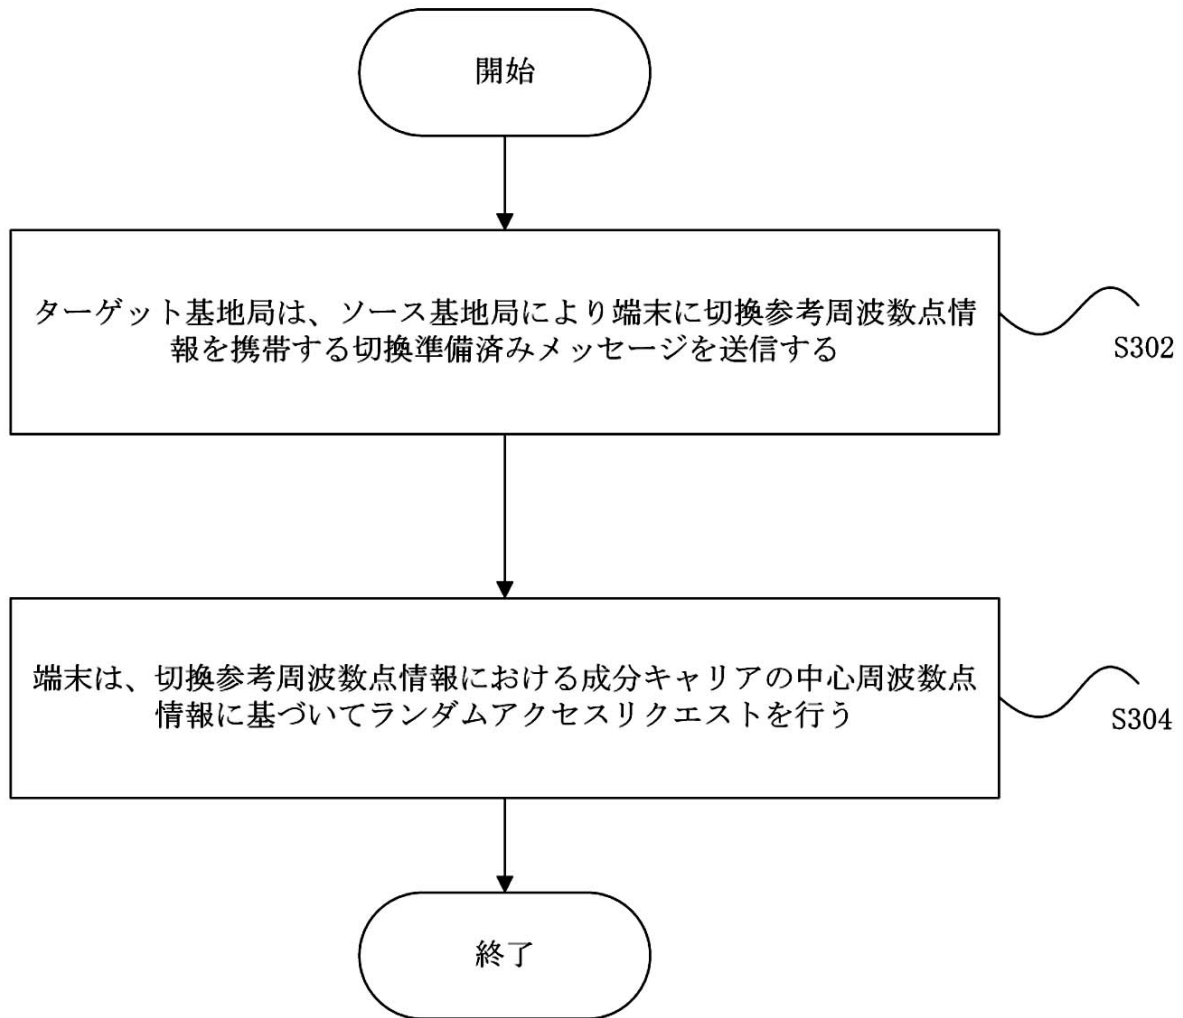 開始
ターゲット基地局は、ソース基地局により端末に切換参考周波数点情
報を携帯する切換準備済みメッセージを送信する
S302
端末は、切換参考周波数点情報における成分キャリアの中心周波数点
情報に基づいてランダムアクセスリクエストを行う
S304
終了